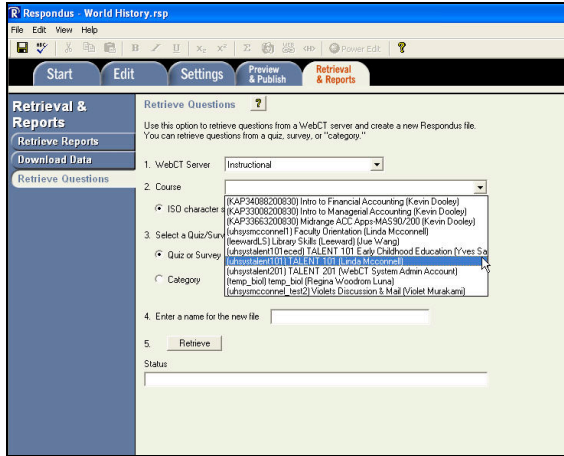 Respondus - World History.rsp
File Edit View Help
B I U X₂ X² Σ Power Edit ?
Start Edit Settings Preview & Publish Retrieval & Reports
Retrieval & Reports
Retrieve Reports
Download Data
Retrieve Questions
Retrieve Questions ?
Use this option to retrieve questions from a WebCT server and create a new Respondus file.
You can retrieve questions from a quiz, survey, or "category."
1. WebCT Server Instructional
2. Course
ISO character s
(KAP34088200830) Intro to Financial Accounting (Kevin Dooley)
(KAP33008200830) Intro to Managerial Accounting (Kevin Dooley)
(KAP33663200830) Midrange ACC Apps-MAS90/200 (Kevin Dooley)
(uhsysmcconnell1) Faculty Orientation (Linda Mcconnell)
(leewardLS) Library Skills (Leeward) (Jue Wang)
(uhsystalent101eced) TALENT 101 Early Childhood Education (Yves Sa
(uhsystalent101) TALENT 101 (Linda Mcconnell)
(uhsystalent201) TALENT 201 (WebCT System Admin Account)
(temp_biol) temp_biol (Regina Woodrom Luna)
(uhsysmcconnell_test2) Violets Discussion & Mail (Violet Murakami)
3. Select a Quiz/Surv
Quiz or Survey
Category
4. Enter a name for the new file
5. Retrieve
Status